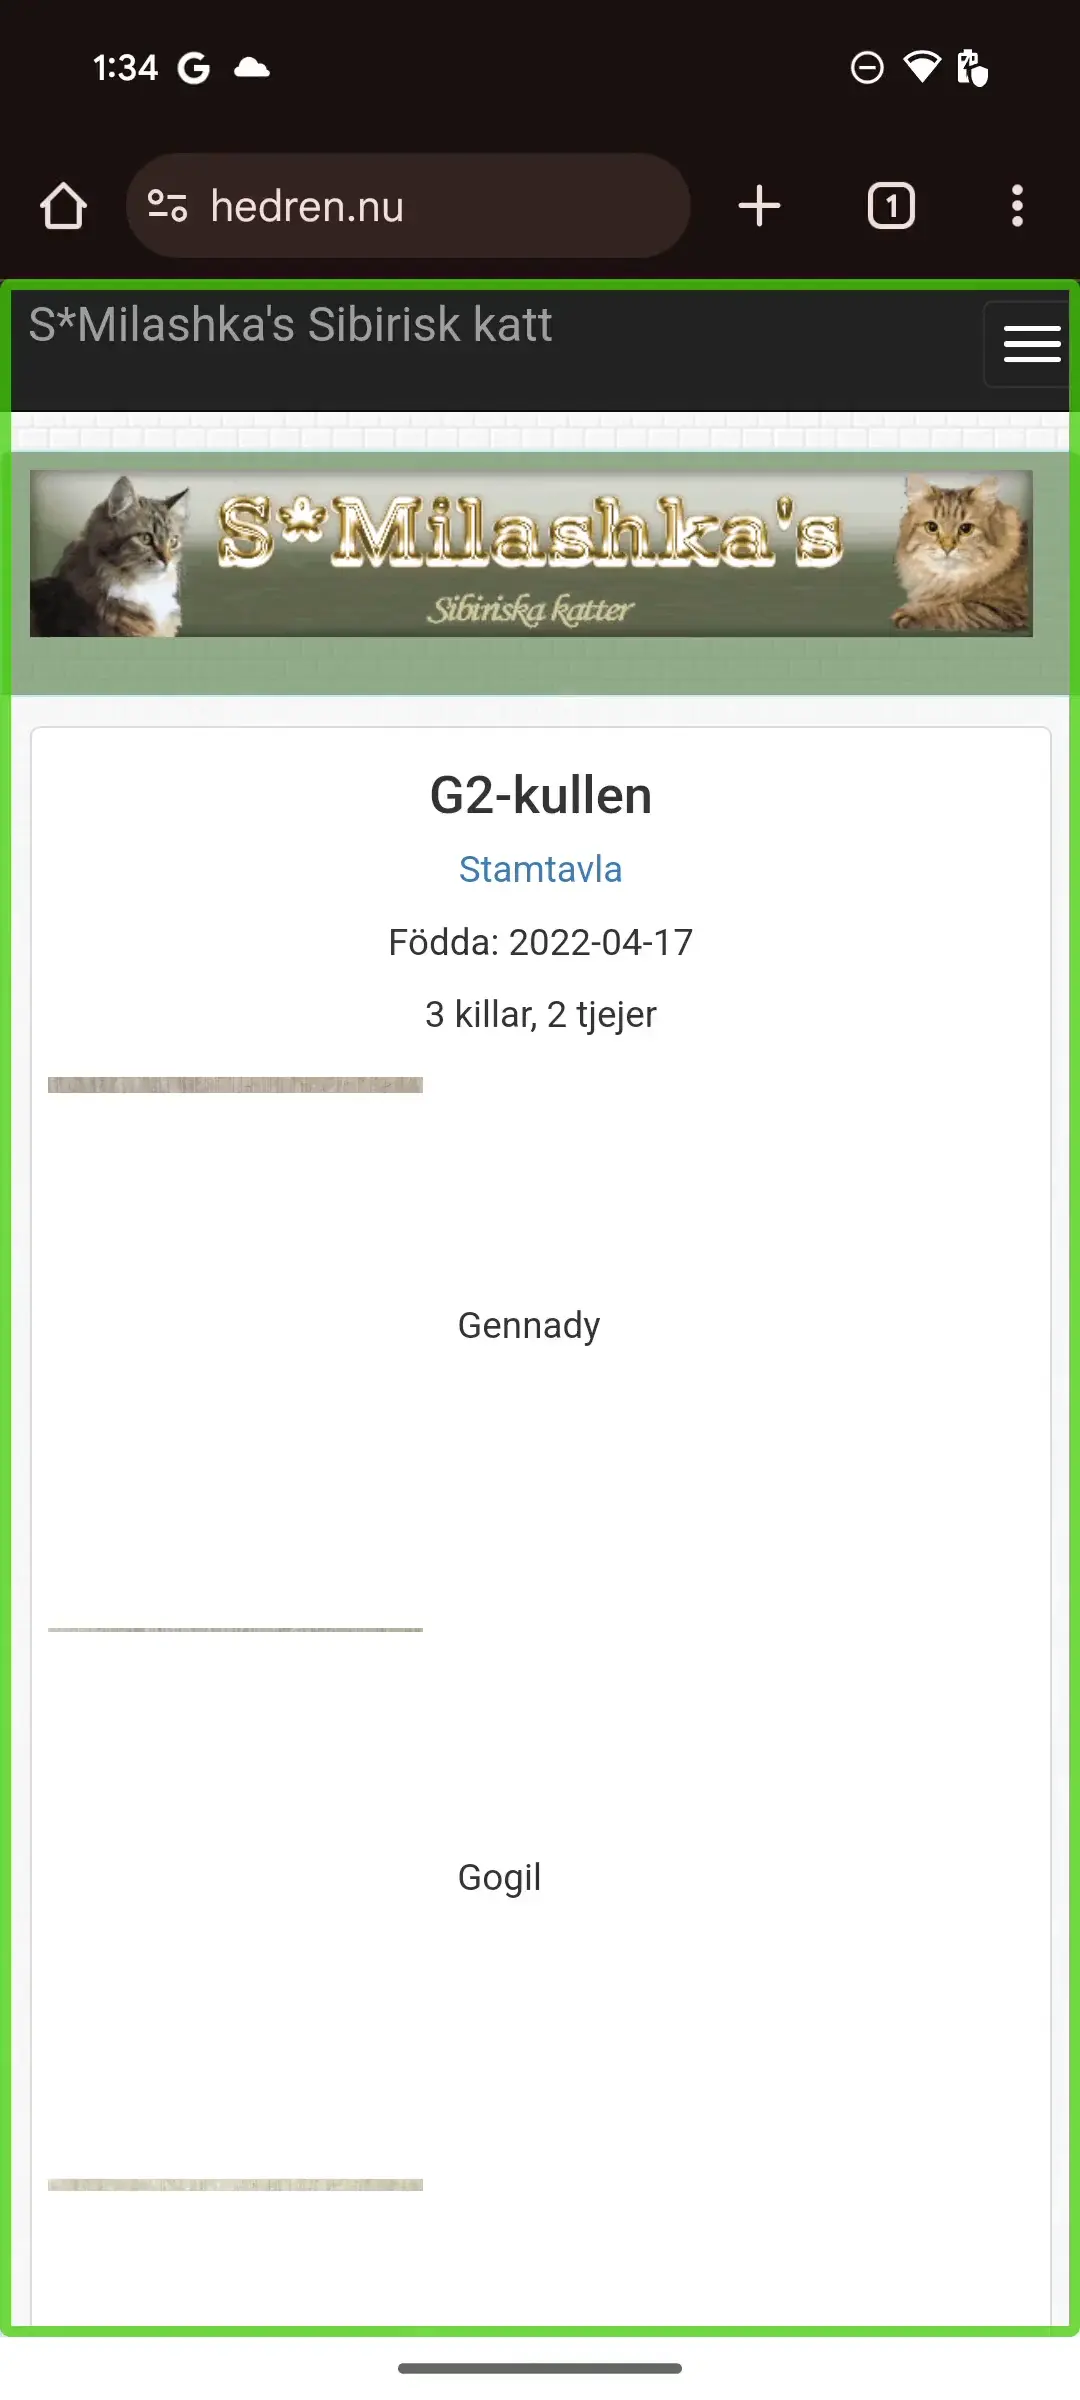 1:34
hedren.nu
1
S*Milashka's Sibirisk katt
S*Milashka's
Sibiriska katter
G2-kullen
Stamtavla
Födda: 2022-04-17
3 killar, 2 tjejer
Gennady
Gogil